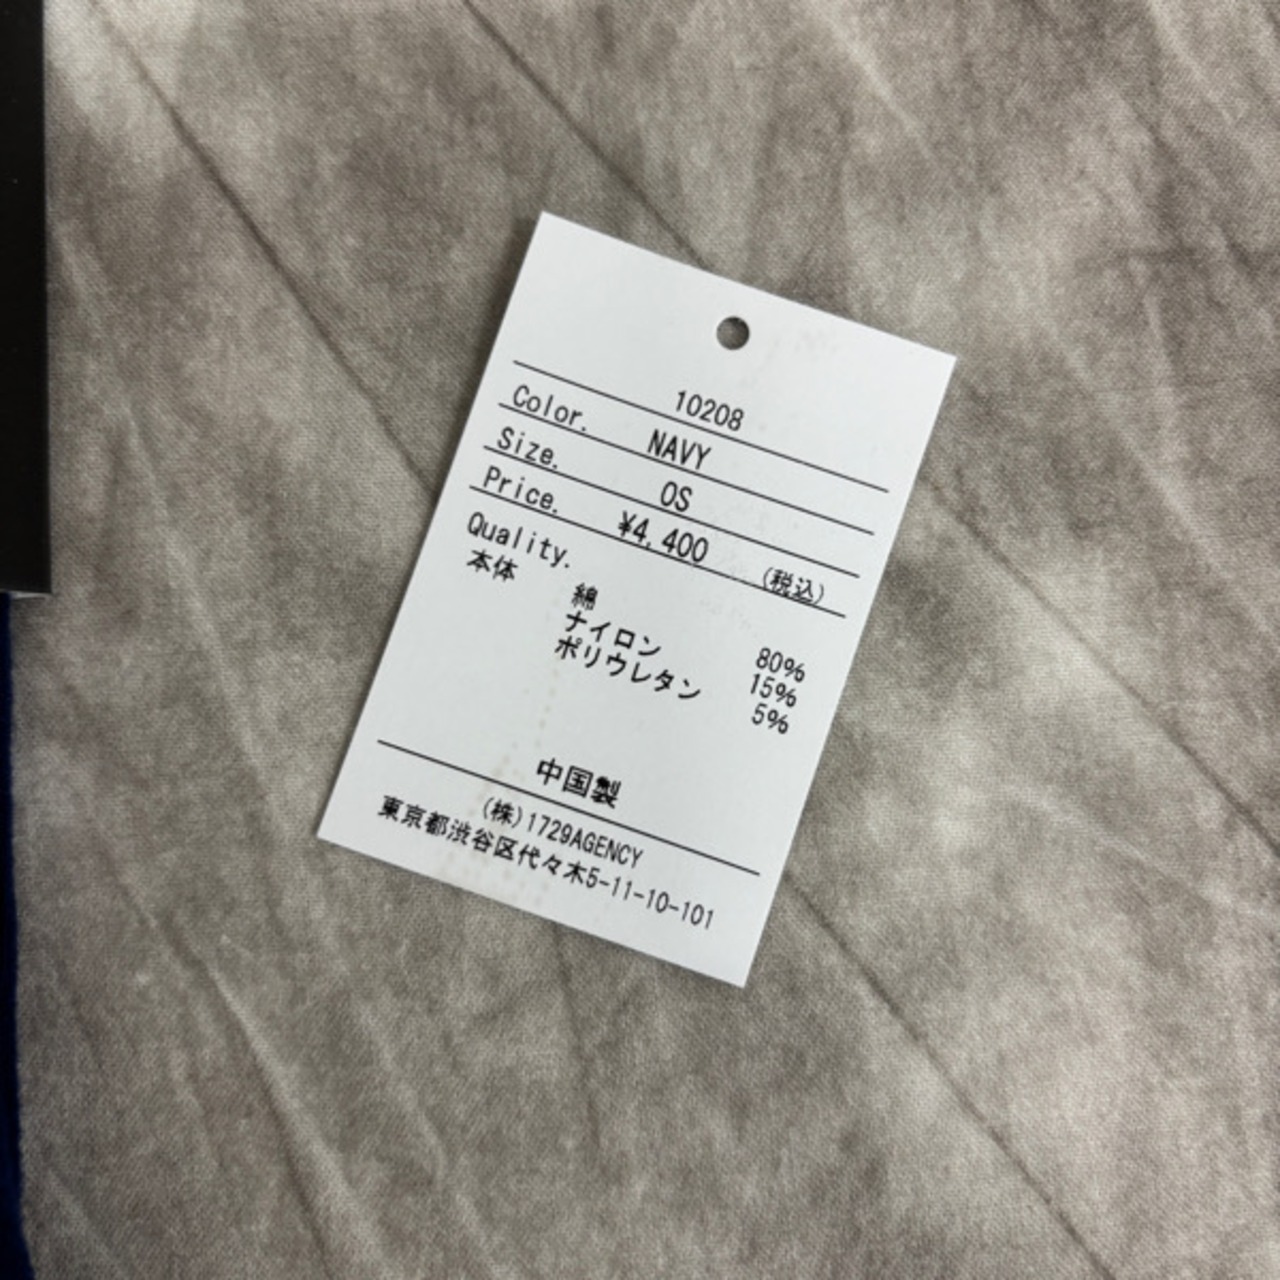 10208
Color. NAVY
Size. OS
Price. ¥4,400 (税込)
Quality.
本体
綿 80%
ナイロン 15%
ポリウレタン 5%
中国製
(株)1729AGENCY
東京都渋谷区代々木5-11-10-101